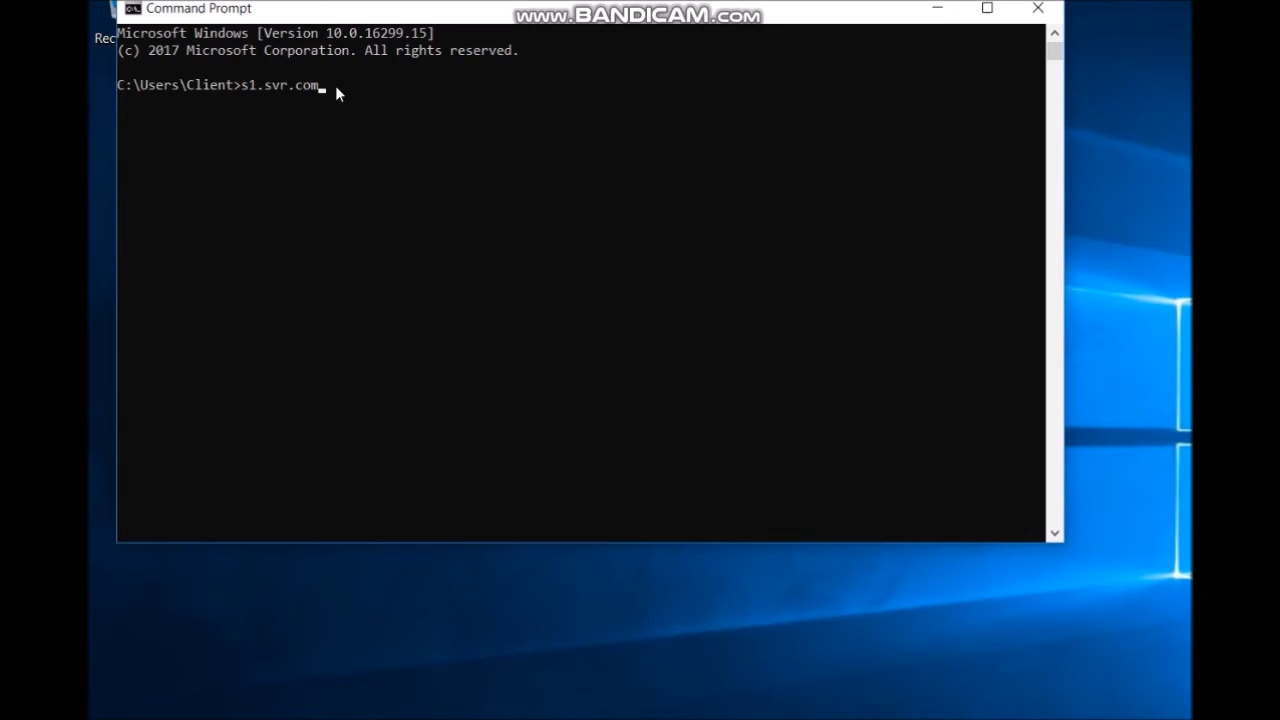 Command Prompt
www.BANDICAM.com
Rec
Microsoft Windows [Version 10.0.16299.15]
(c) 2017 Microsoft Corporation. All rights reserved.
C:\Users\Client>s1.svr.com